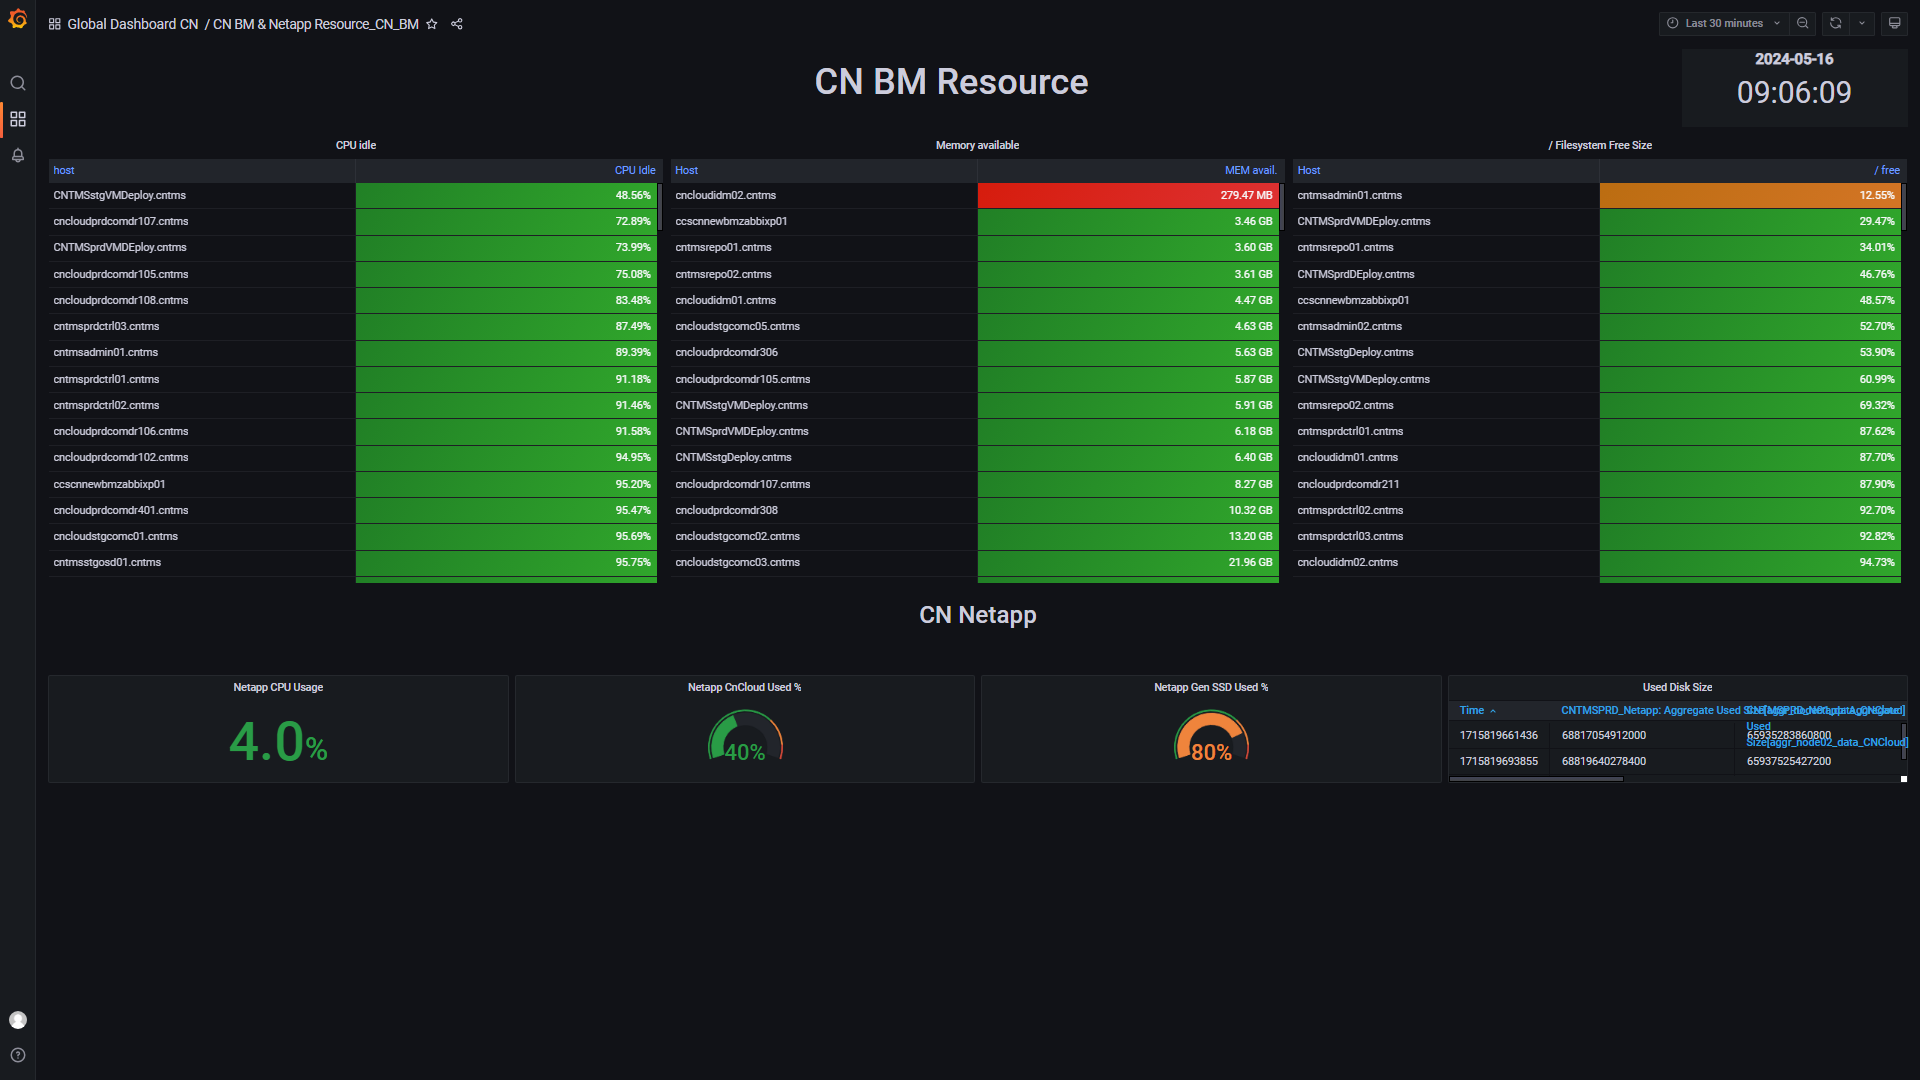 Global Dashboard CN / CN BM & Netapp Resource_CN_BM
Last 30 minutes
CN BM Resource
2024-05-16
09:06:09
CPU idle
host CPU Idle
CNTMSstgVMDeploy.cntms 48.56%
cncloudprdcomdr107.cntms 72.89%
CNTMSprdVMDEploy.cntms 73.99%
cncloudprdcomdr105.cntms 75.08%
cncloudprdcomdr108.cntms 83.48%
cntmsprdctrl03.cntms 87.49%
cntmsadmin01.cntms 89.39%
cntmsprdctrl01.cntms 91.18%
cntmsprdctrl02.cntms 91.46%
cncloudprdcomdr106.cntms 91.58%
cncloudprdcomdr102.cntms 94.95%
ccscnnewbmzabbixp01 95.20%
cncloudprdcomdr401.cntms 95.47%
cncloudstgcomc01.cntms 95.69%
cntmsstgosd01.cntms 95.75%
Memory available
Host MEM avail.
cncloudidm02.cntms 279.47 MB
ccscnnewbmzabbixp01 3.46 GB
cntmsrepo01.cntms 3.60 GB
cntmsrepo02.cntms 3.61 GB
cncloudidm01.cntms 4.47 GB
cncloudstgcomc05.cntms 4.63 GB
cncloudprdcomdr306 5.63 GB
cncloudprdcomdr105.cntms 5.87 GB
CNTMSstgVMDeploy.cntms 5.91 GB
CNTMSprdVMDEploy.cntms 6.18 GB
CNTMSstgDeploy.cntms 6.40 GB
cncloudprdcomdr107.cntms 8.27 GB
cncloudprdcomdr308 10.32 GB
cncloudstgcomc02.cntms 13.20 GB
cncloudstgcomc03.cntms 21.96 GB
/ Filesystem Free Size
Host / free
cntmsadmin01.cntms 12.55%
CNTMSprdVMDEploy.cntms 29.47%
cntmsrepo01.cntms 34.01%
CNTMSprdDEploy.cntms 46.76%
ccscnnewbmzabbixp01 48.57%
cntmsadmin02.cntms 52.70%
CNTMSstgDeploy.cntms 53.90%
CNTMSstgVMDeploy.cntms 60.99%
cntmsrepo02.cntms 69.32%
cntmsprdctrl01.cntms 87.62%
cncloudidm01.cntms 87.70%
cncloudprdcomdr211 87.90%
cntmsprdctrl02.cntms 92.70%
cntmsprdctrl03.cntms 92.82%
cncloudidm02.cntms 94.73%
CN Netapp
Netapp CPU Usage
4.0%
Netapp CnCloud Used %
40%
Netapp Gen SSD Used %
80%
Used Disk Size
Time CNTMSPRD_Netapp: Aggregate Used
Used
Size[aggr_node02_data_CNCloud]
1715819661436 68817054912000 65935283860800
1715819693855 68819640278400 65937525427200